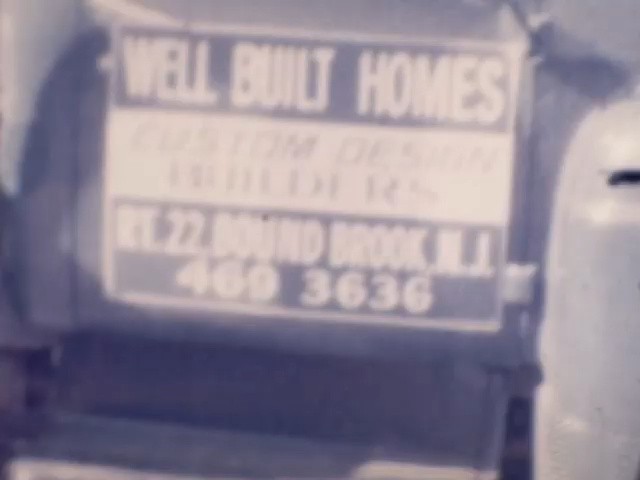 WELL BUILT HOMES
CUSTOM DESIGN
BUILDERS
RT. 22, BOUND BROOK, N.J.
469 3636